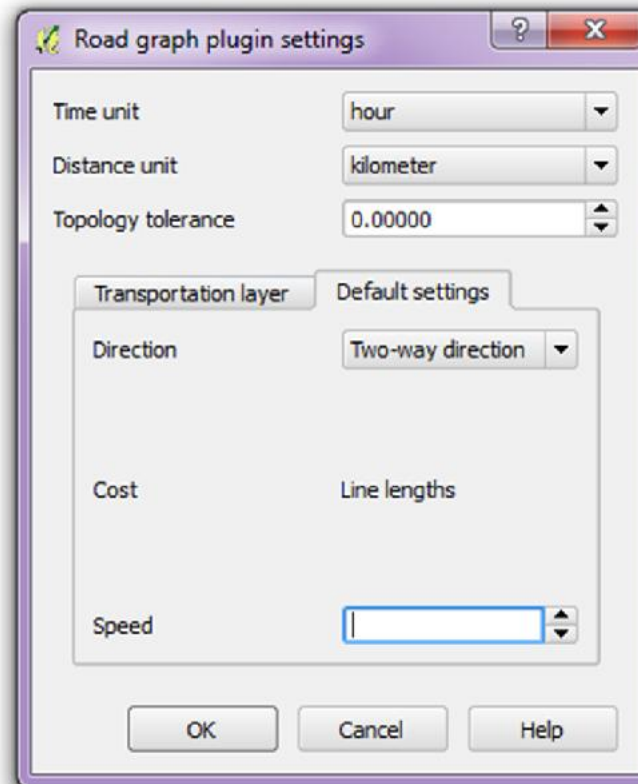 Road graph plugin settings
Time unit hour
Distance unit kilometer
Topology tolerance 0.00000
Transportation layer Default settings
Direction Two-way direction
Cost Line lengths
Speed
OK Cancel Help